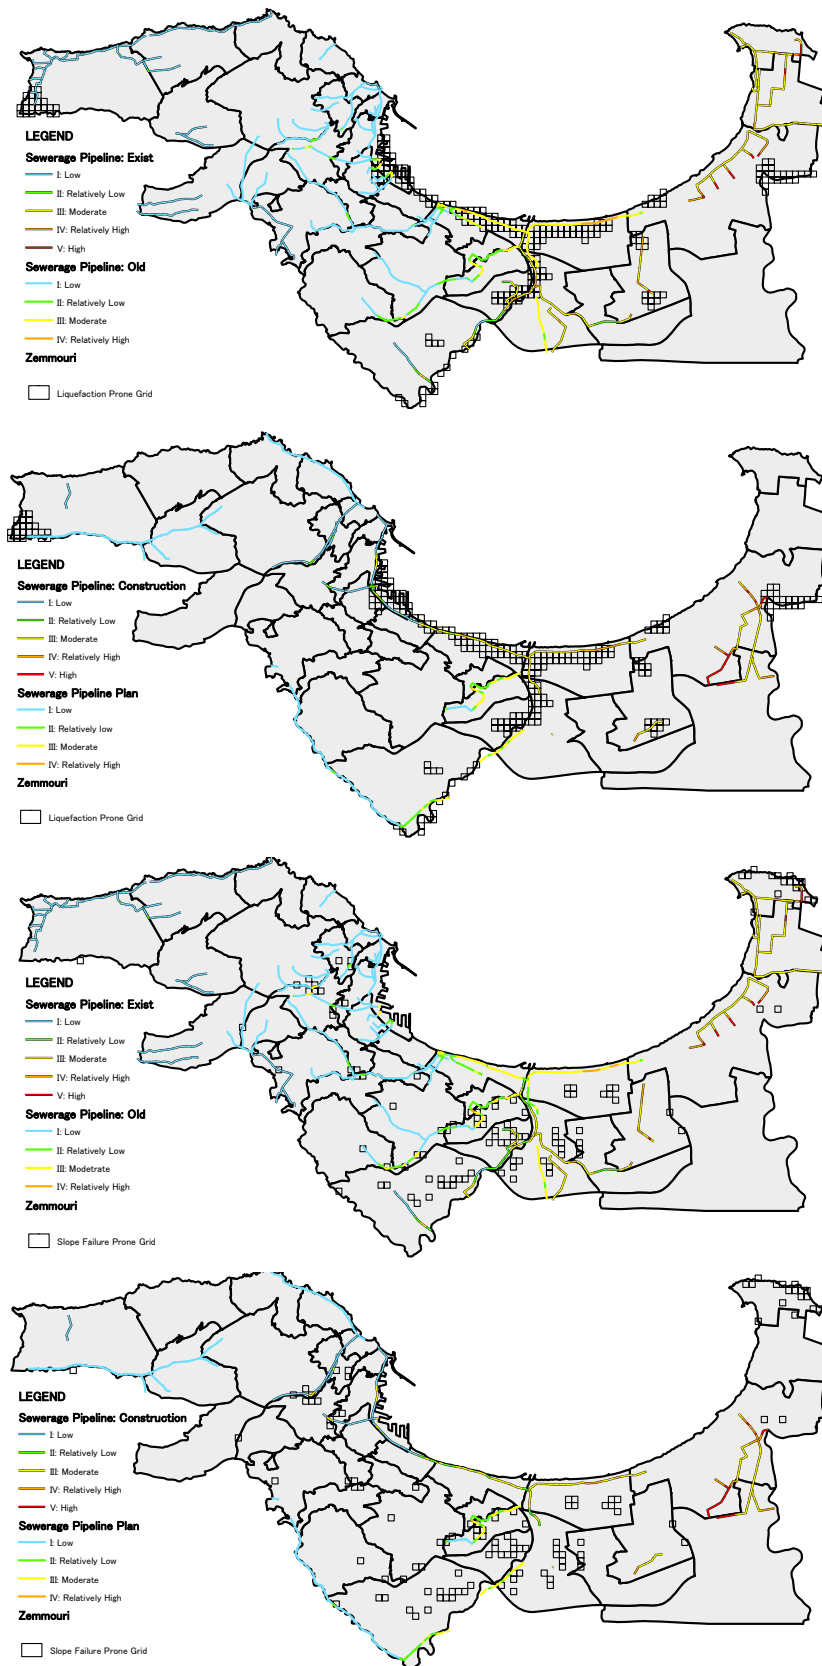 LEGEND
Sewerage Pipeline: Exist
I: Low
II: Relatively Low
III: Moderate
IV: Relatively High
V: High
Sewerage Pipeline: Old
I: Low
II: Relatively Low
III: Moderate
IV: Relatively High
Zemmouri
Liquefaction Prone Grid
LEGEND
Sewerage Pipeline: Construction
I: Low
II: Relatively Low
III: Moderate
IV: Relatively High
V: High
Sewerage Pipeline Plan
I: Low
II: Relatively low
III: Moderate
IV: Relatively High
Zemmouri
Liquefaction Prone Grid
LEGEND
Sewerage Pipeline: Exist
I: Low
II: Relatively Low
III: Moderate
IV: Relatively High
V: High
Sewerage Pipeline: Old
I: Low
II: Relatively Low
III: Modetrate
IV: Relatively High
Zemmouri
Slope Failure Prone Grid
LEGEND
Sewerage Pipeline: Construction
I: Low
II: Relatively Low
III: Moderate
IV: Relatively High
V: High
Sewerage Pipeline Plan
I: Low
II: Relatively Low
III: Moderate
IV: Relatively High
Zemmouri
Slope Failure Prone Grid